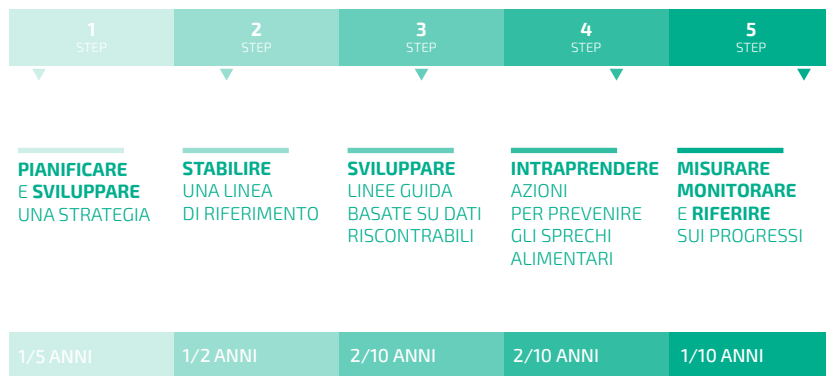 1
STEP
2
STEP
3
STEP
4
STEP
5
STEP
PIANIFICARE
E SVILUPPARE
UNA STRATEGIA
STABILIRE
UNA LINEA
DI RIFERIMENTO
SVILUPPARE
LINEE GUIDA
BASATE SU DATI
RISCONTRABILI
INTRAPRENDERE
AZIONI
PER PREVENIRE
GLI SPRECHI
ALIMENTARI
MISURARE
MONITORARE
E RIFERIRE
SUI PROGRESSI
1/5 ANNI
1/2 ANNI
2/10 ANNI
2/10 ANNI
1/10 ANNI